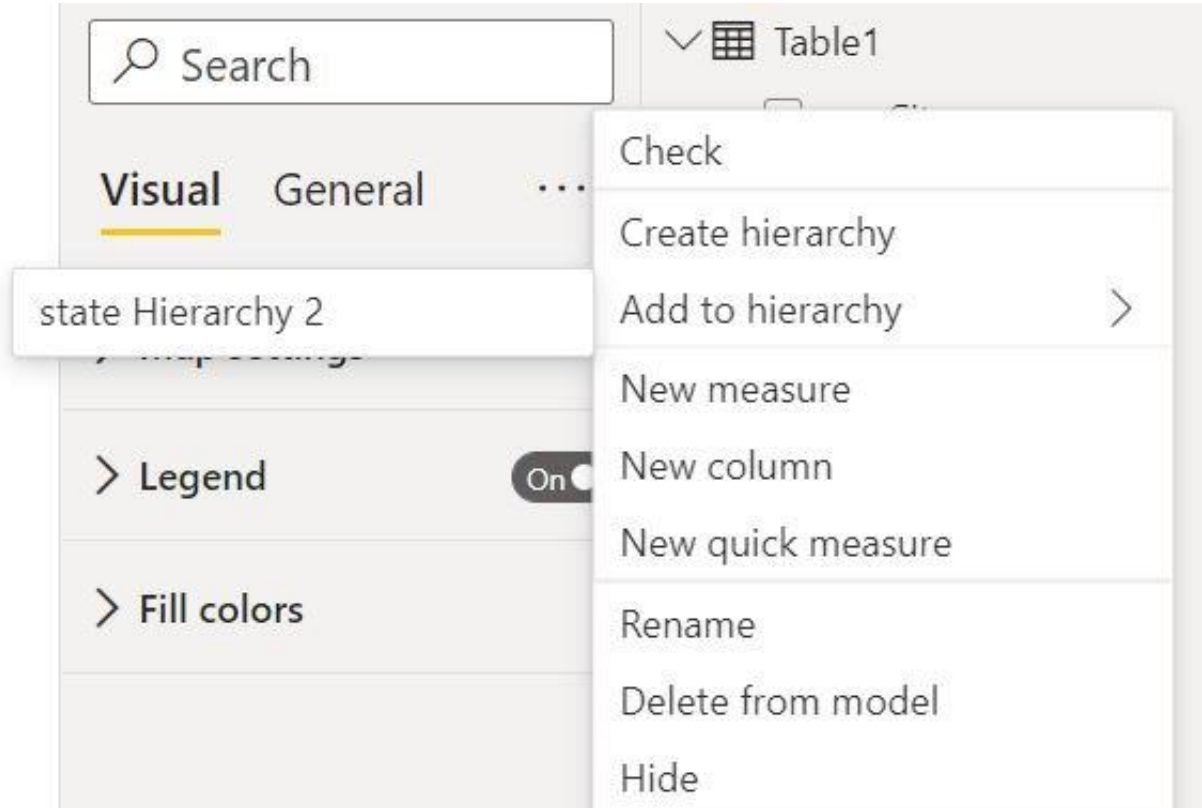 Search
Table1
Visual
General
...
Check
Create hierarchy
Add to hierarchy
state Hierarchy 2
New measure
New column
New quick measure
Legend
On
Fill colors
Rename
Delete from model
Hide